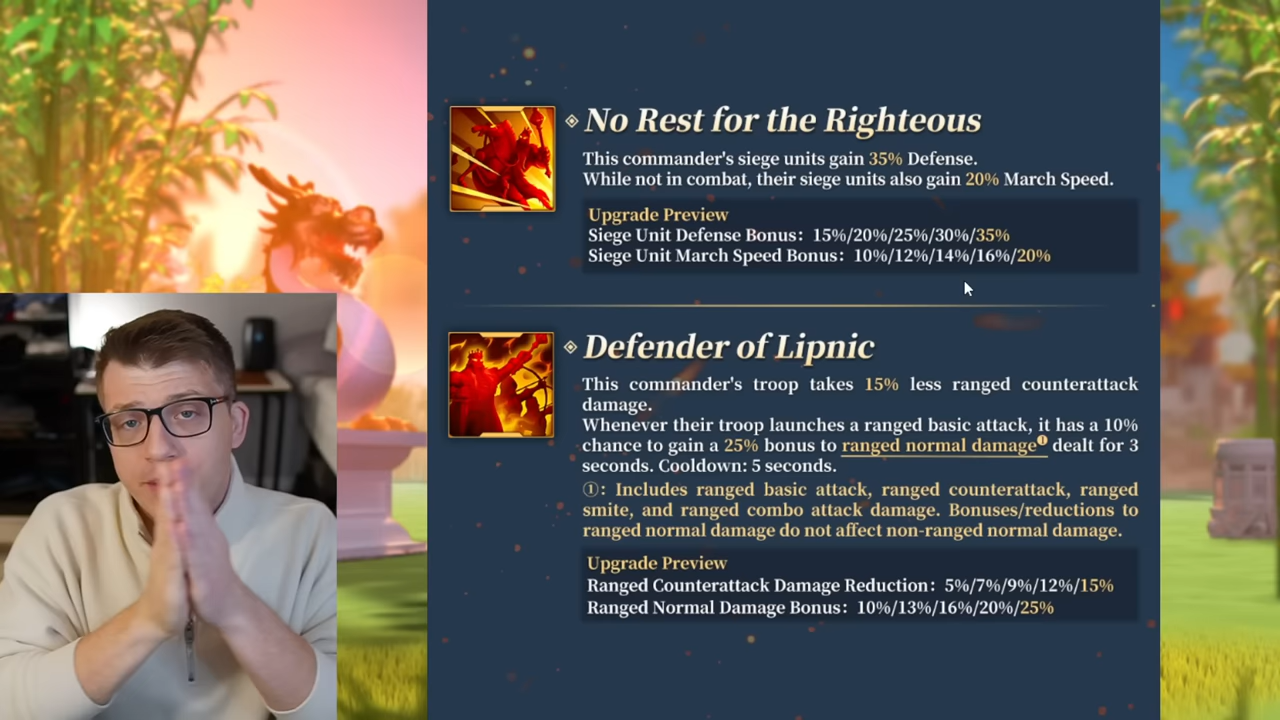 No Rest for the Righteous
This commander's siege units gain 35% Defense.
While not in combat, their siege units also gain 20% March Speed.
Upgrade Preview
Siege Unit Defense Bonus: 15%/20%/25%/30%/35%
Siege Unit March Speed Bonus: 10%/12%/14%/16%/20%
Defender of Lipnic
This commander's troop takes 15% less ranged counterattack
damage.
Whenever their troop launches a ranged basic attack, it has a 10%
chance to gain a 25% bonus to ranged normal damage① dealt for 3
seconds. Cooldown: 5 seconds.
①: Includes ranged basic attack, ranged counterattack, ranged
smite, and ranged combo attack damage. Bonuses/reductions to
ranged normal damage do not affect non-ranged normal damage.
Upgrade Preview
Ranged Counterattack Damage Reduction: 5%/7%/9%/12%/15%
Ranged Normal Damage Bonus: 10%/13%/16%/20%/25%